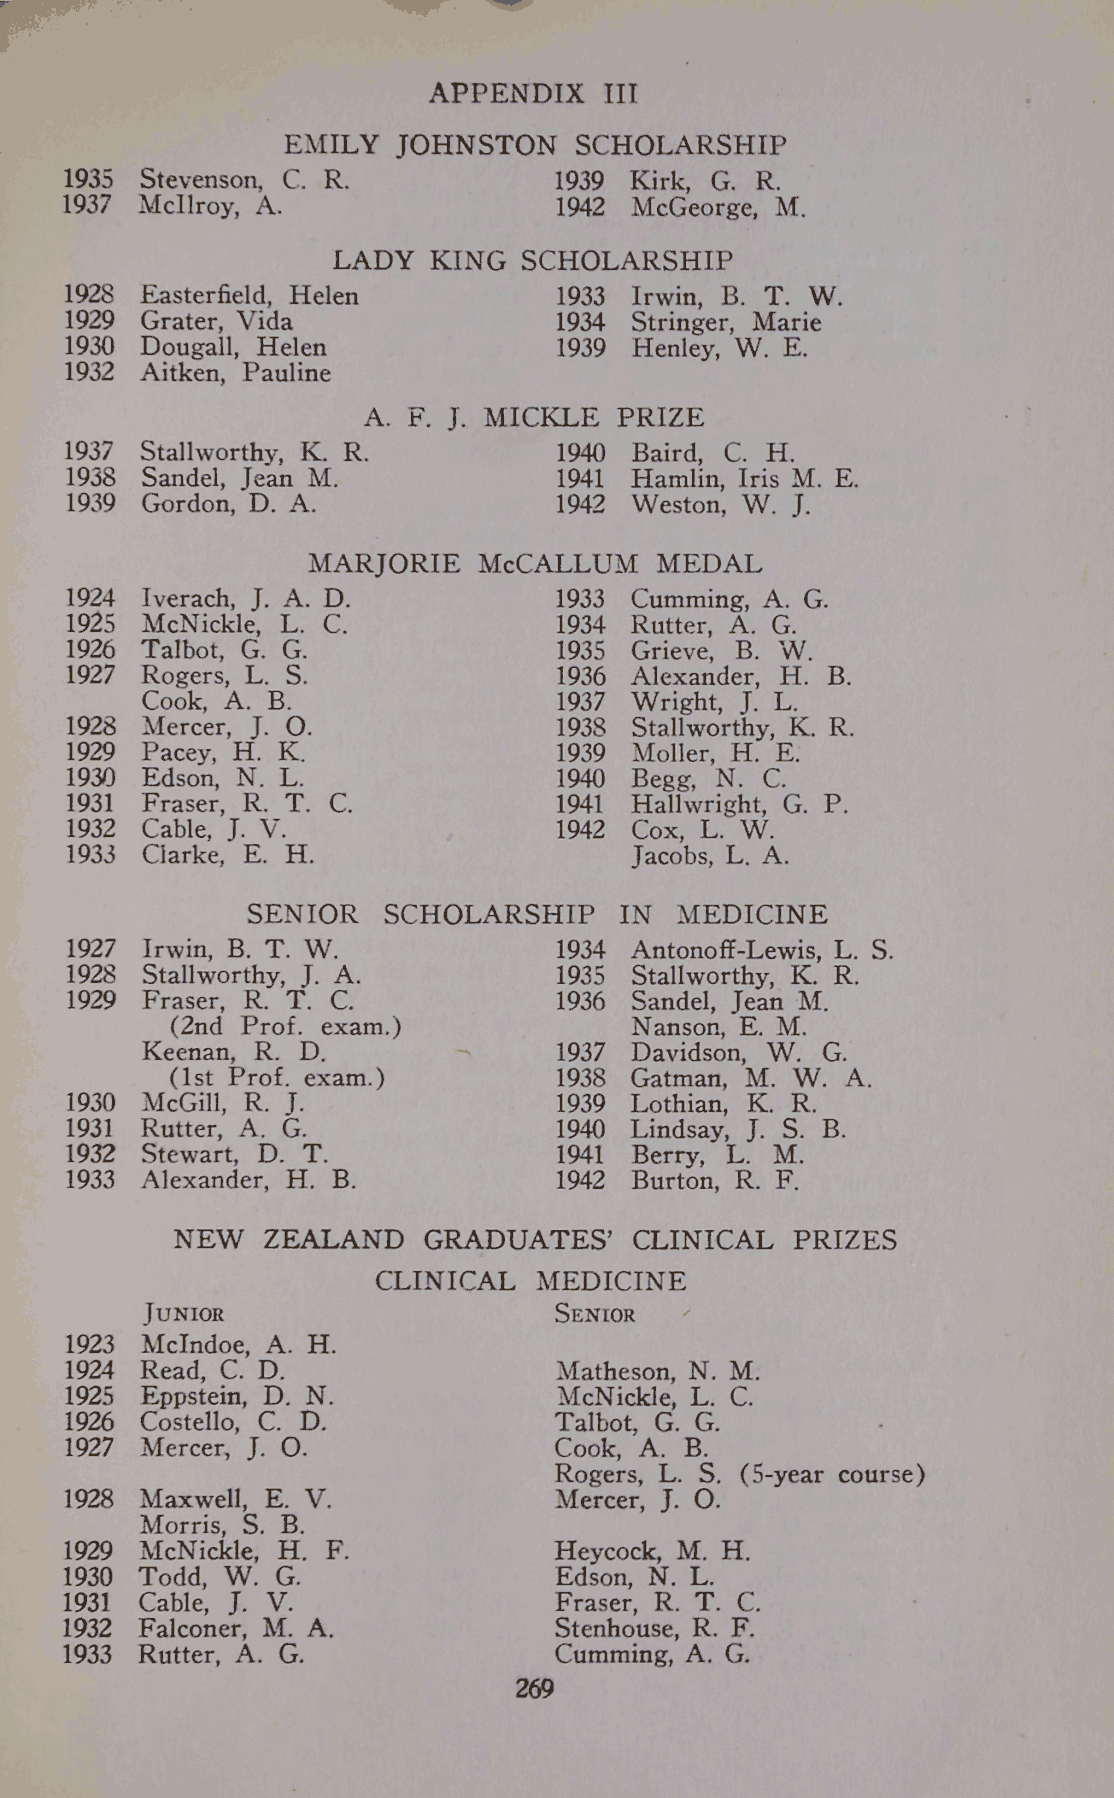 APPENDIX III
EMILY JOHNSTON SCHOLARSHIP
1935 Stevenson, C. R. 1939 Kirk, G. R.
1937 McIlroy, A. 1942 McGeorge, M.
LADY KING SCHOLARSHIP
1928 Easterfield, Helen 1933 Irwin, B. T. W.
1929 Grater, Vida 1934 Stringer, Marie
1930 Dougall, Helen 1939 Henley, W. E.
1932 Aitken, Pauline
A. F. J. MICKLE PRIZE
1937 Stallworthy, K. R. 1940 Baird, C. H.
1938 Sandel, Jean M. 1941 Hamlin, Iris M. E.
1939 Gordon, D. A. 1942 Weston, W. J.
MARJORIE McCALLUM MEDAL
1924 Iverach, J. A. D. 1933 Cumming, A. G.
1925 McNickle, L. C. 1934 Rutter, A. G.
1926 Talbot, G. G. 1935 Grieve, B. W.
1927 Rogers, L. S. 1936 Alexander, H. B.
Cook, A. B. 1937 Wright, J. L.
1928 Mercer, J. O. 1938 Stallworthy, K. R.
1929 Pacey, H. K. 1939 Moller, H. E.
1930 Edson, N. L. 1940 Begg, N. C.
1931 Fraser, R. T. C. 1941 Hallwright, G. P.
1932 Cable, J. V. 1942 Cox, L. W.
1933 Clarke, E. H. Jacobs, L. A.
SENIOR SCHOLARSHIP IN MEDICINE
1927 Irwin, B. T. W. 1934 Antonoff-Lewis, L. S.
1928 Stallworthy, J. A. 1935 Stallworthy, K. R.
1929 Fraser, R. T. C. 1936 Sandel, Jean M.
(2nd Prof. exam.) Nanson, E. M.
Keenan, R. D. 1937 Davidson, W. G.
(1st Prof. exam.) 1938 Gatman, M. W. A.
1930 McGill, R. J. 1939 Lothian, K. R.
1931 Rutter, A. G. 1940 Lindsay, J. S. B.
1932 Stewart, D. T. 1941 Berry, L. M.
1933 Alexander, H. B. 1942 Burton, R. F.
NEW ZEALAND GRADUATES' CLINICAL PRIZES
CLINICAL MEDICINE
JUNIOR SENIOR
1923 McIndoe, A. H.
1924 Read, C. D. Matheson, N. M.
1925 Eppstein, D. N. McNickle, L. C.
1926 Costello, C. D. Talbot, G. G.
1927 Mercer, J. O. Cook, A. B.
Rogers, L. S. (5-year course)
1928 Maxwell, E. V. Mercer, J. O.
Morris, S. B.
1929 McNickle, H. F. Heycock, M. H.
1930 Todd, W. G. Edson, N. L.
1931 Cable, J. V. Fraser, R. T. C.
1932 Falconer, M. A. Stenhouse, R. F.
1933 Rutter, A. G. Cumming, A. G.
269